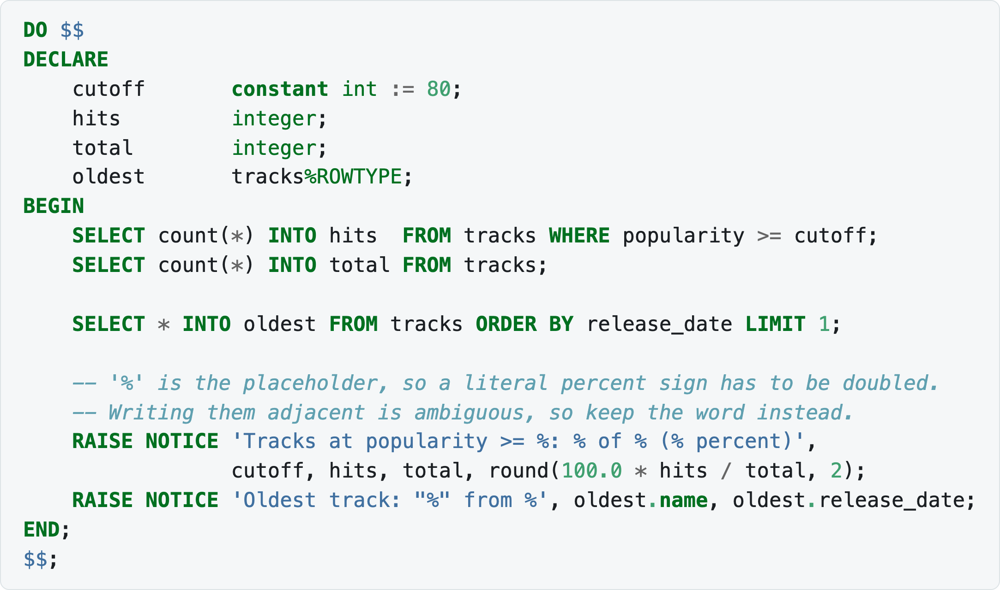 DO $$
DECLARE
    cutoff       constant int := 80;
    hits         integer;
    total        integer;
    oldest       tracks%ROWTYPE;
BEGIN
    SELECT count(*) INTO hits  FROM tracks WHERE popularity >= cutoff;
    SELECT count(*) INTO total FROM tracks;

    SELECT * INTO oldest FROM tracks ORDER BY release_date LIMIT 1;

    -- '%' is the placeholder, so a literal percent sign has to be doubled.
    -- Writing them adjacent is ambiguous, so keep the word instead.
    RAISE NOTICE 'Tracks at popularity >= %: % of % (% percent)',
                 cutoff, hits, total, round(100.0 * hits / total, 2);
    RAISE NOTICE 'Oldest track: "%" from %', oldest.name, oldest.release_date;
END;
$$;